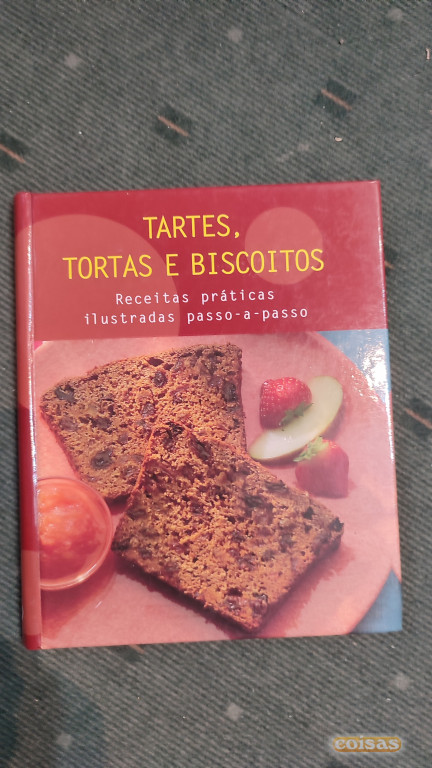 TARTES,
TORTAS E BISCOITOS
Receitas práticas
ilustradas passo-a-passo
coisas